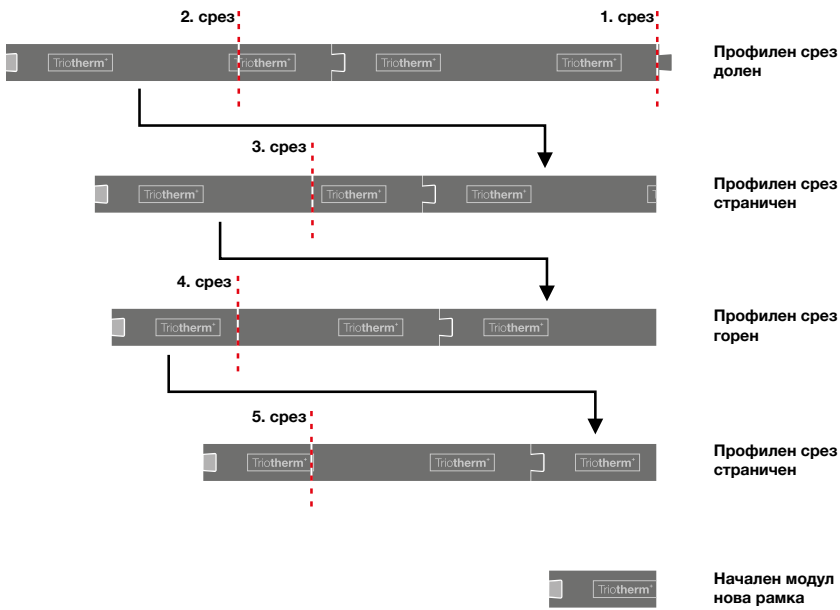 2. срез 1. срез
Triotherm+ Triotherm+ Triotherm+ Triotherm+
Профилен срез
долен
3. срез
Triotherm+ Triotherm+ Triotherm+ T
Профилен срез
страничен
4. срез
Triotherm+ Triotherm+ Triotherm+
Профилен срез
горен
5. срез
Triotherm+ Triotherm+ Triotherm+
Профилен срез
страничен
Triotherm+
Начален модул
нова рамка